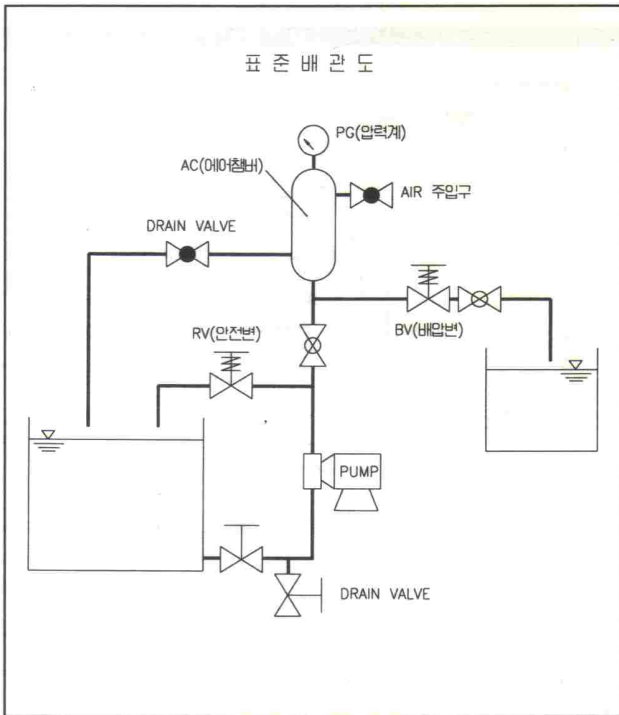 표 준 배 관 도
PG(압력계)
AC(에어챔버)
AIR 주입구
DRAIN VALVE
RV(안전변)
BV(배압변)
PUMP
DRAIN VALVE